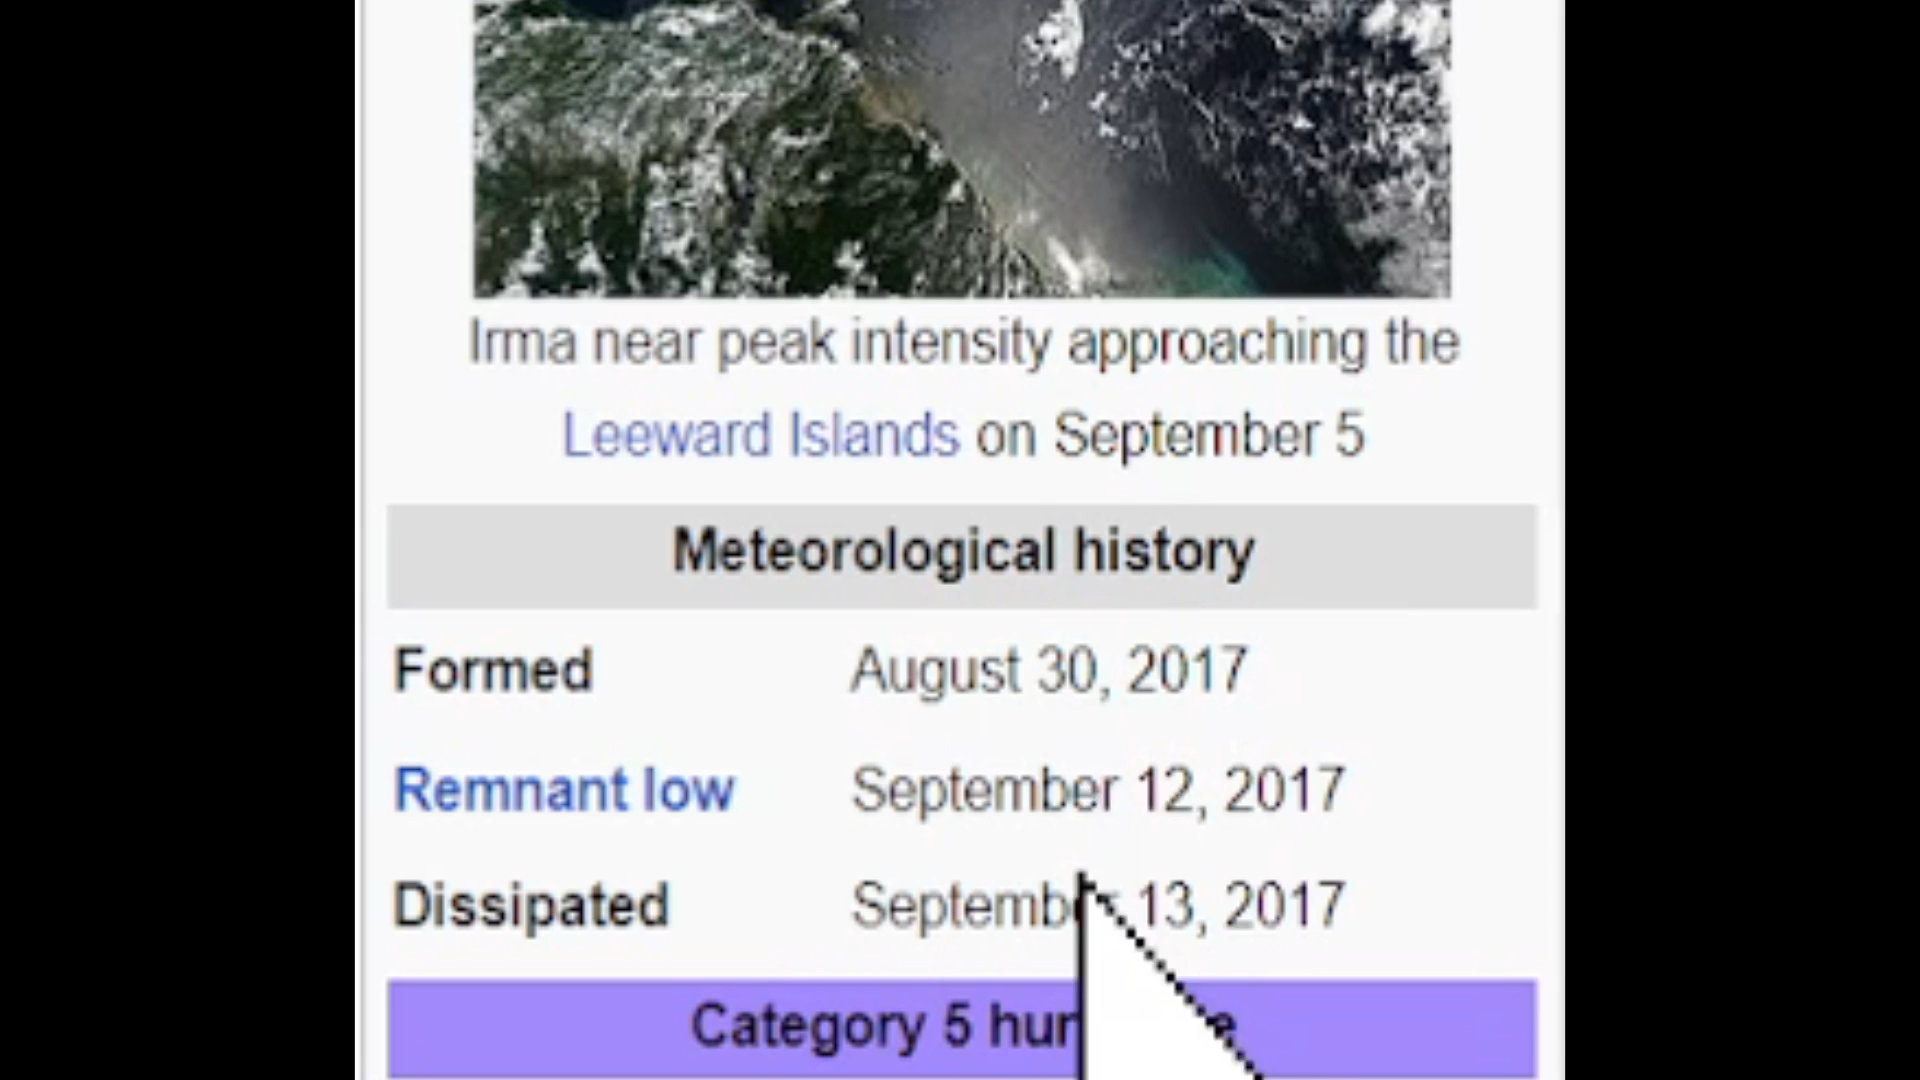 Irma near peak intensity approaching the
Leeward Islands on September 5
Meteorological history
Formed August 30, 2017
Remnant low September 12, 2017
Dissipated September 13, 2017
Category 5